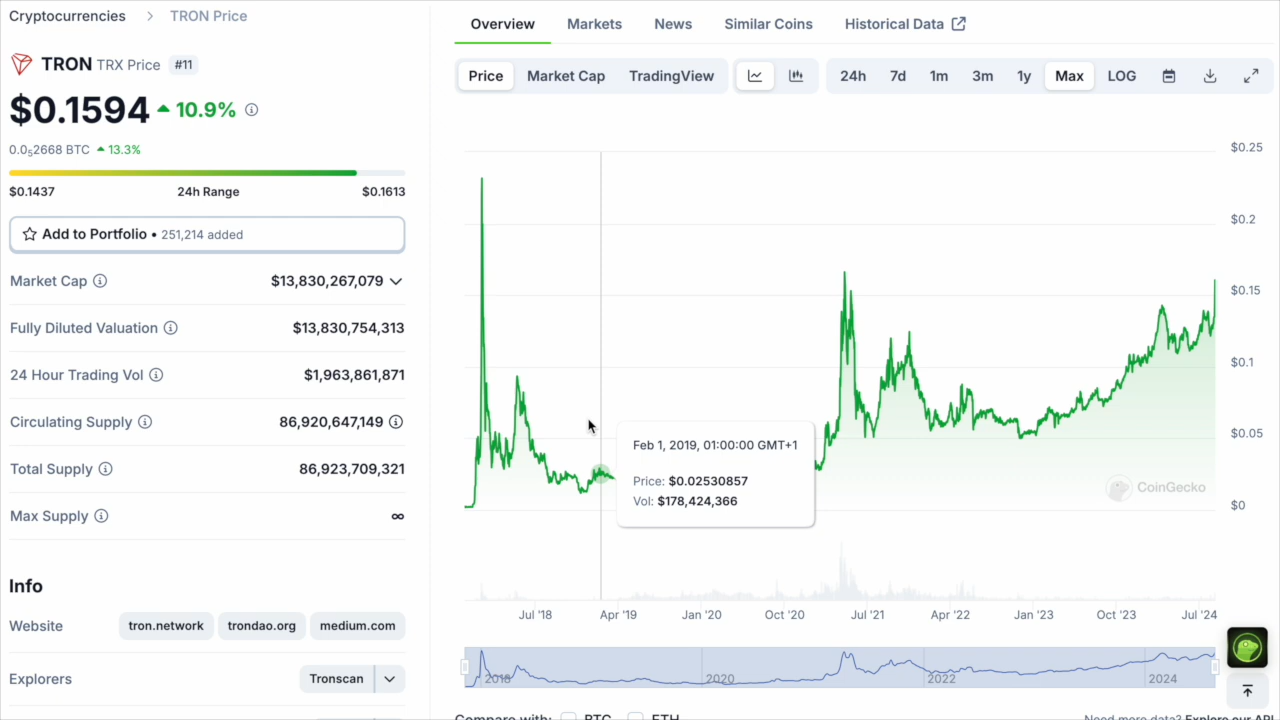 Cryptocurrencies > TRON Price
TRON TRX Price #11
$0.1594 10.9%
0.0₅2668 BTC 13.3%
$0.1437 24h Range $0.1613
Add to Portfolio • 251,214 added
Market Cap $13,830,267,079
Fully Diluted Valuation $13,830,754,313
24 Hour Trading Vol $1,963,861,871
Circulating Supply 86,920,647,149
Total Supply 86,923,709,321
Max Supply ∞
Info
Website tron.network trondao.org medium.com
Explorers Tronscan
Overview Markets News Similar Coins Historical Data
Price Market Cap TradingView 24h 7d 1m 3m 1y Max LOG
$0.25
$0.2
$0.15
$0.1
$0.05
$0
Feb 1, 2019, 01:00:00 GMT+1
Price: $0.02530857
Vol: $178,424,366
CoinGecko
Jul '18 Apr '19 Jan '20 Oct '20 Jul '21 Apr '22 Jan '23 Oct '23 Jul '24
2018 2020 2022 2024
Compare with: BTC ETH
Need more data? Explore our API